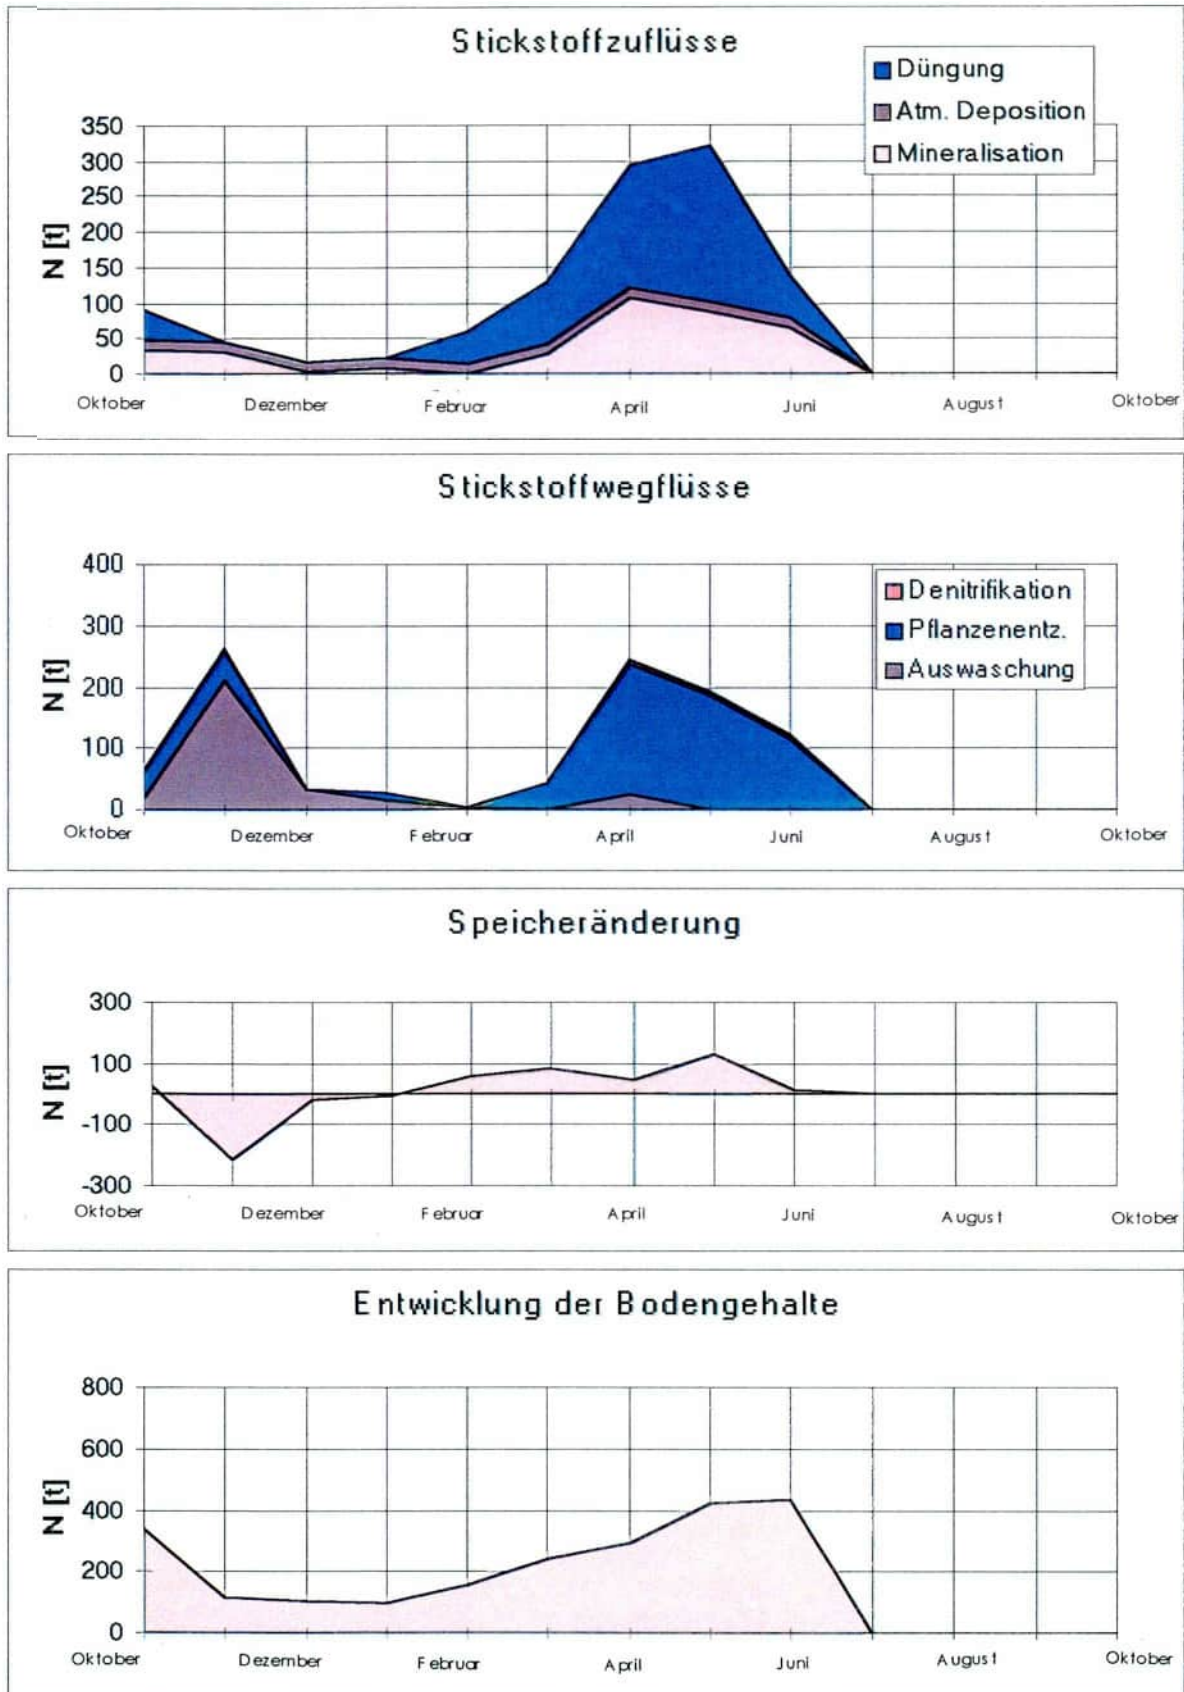 Stickstoffzuflüsse
Düngung
Atm. Deposition
Mineralisation
350
300
250
200
150
100
50
0
N [t]
Oktober Dezember Februar April Juni August Oktober
Stickstoffwegflüsse
Denitrifikation
Pflanzenentz.
Auswaschung
400
300
200
100
0
N [t]
Oktober Dezember Februar April Juni August Oktober
Speicheränderung
300
100
-100
-300
N [t]
Oktober Dezember Februar April Juni August Oktober
Entwicklung der Bodengehalte
800
600
400
200
0
N [t]
Oktober Dezember Februar April Juni August Oktober